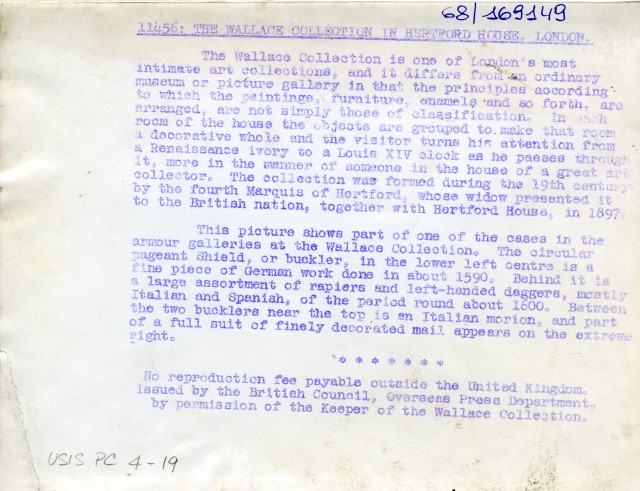 68/169149
11456: THE WALLACE COLLECTION IN HERTFORD HOUSE. LONDON.
The Wallace Collection is one of London's most
intimate art collections, and it differs from an ordinary
museum or picture gallery in that the principles according
to which the paintings, furniture, enamels and so forth. are
arranged, are not simply those of classification. In each
room of the house the objects are grouped to make that room
a decorative whole and the visitor turns his attention from
a Renaissance ivory to a Louis XIV clock as he passes through
it, more in the manner of someone in the house of a great art
collector. The collection was formed during the 19th century
by the fourth Marquis of Hertford, whose widow presented it
to the British nation, together with Hertford House, in 1897.
This picture shows part of one of the cases in the
armour galleries at the Wallace Collection. The circular
pageant Shield, or buckler, in the lower left centre is a
fine piece of German work done in about 1590. Behind it is
a large assortment of rapiers and left-handed daggers, mostly
Italian and Spanish, of the period round about 1600. Between
the two bucklers near the top is an Italian morion, and part
of a full suit of finely decorated mail appears on the extreme
right.
* * * * * * *
No reproduction fee payable outside the United Kingdom.
Issued by the British Council, Overseas Press Department,
by permission of the Keeper of the Wallace Collection.
USIS PC 4-19